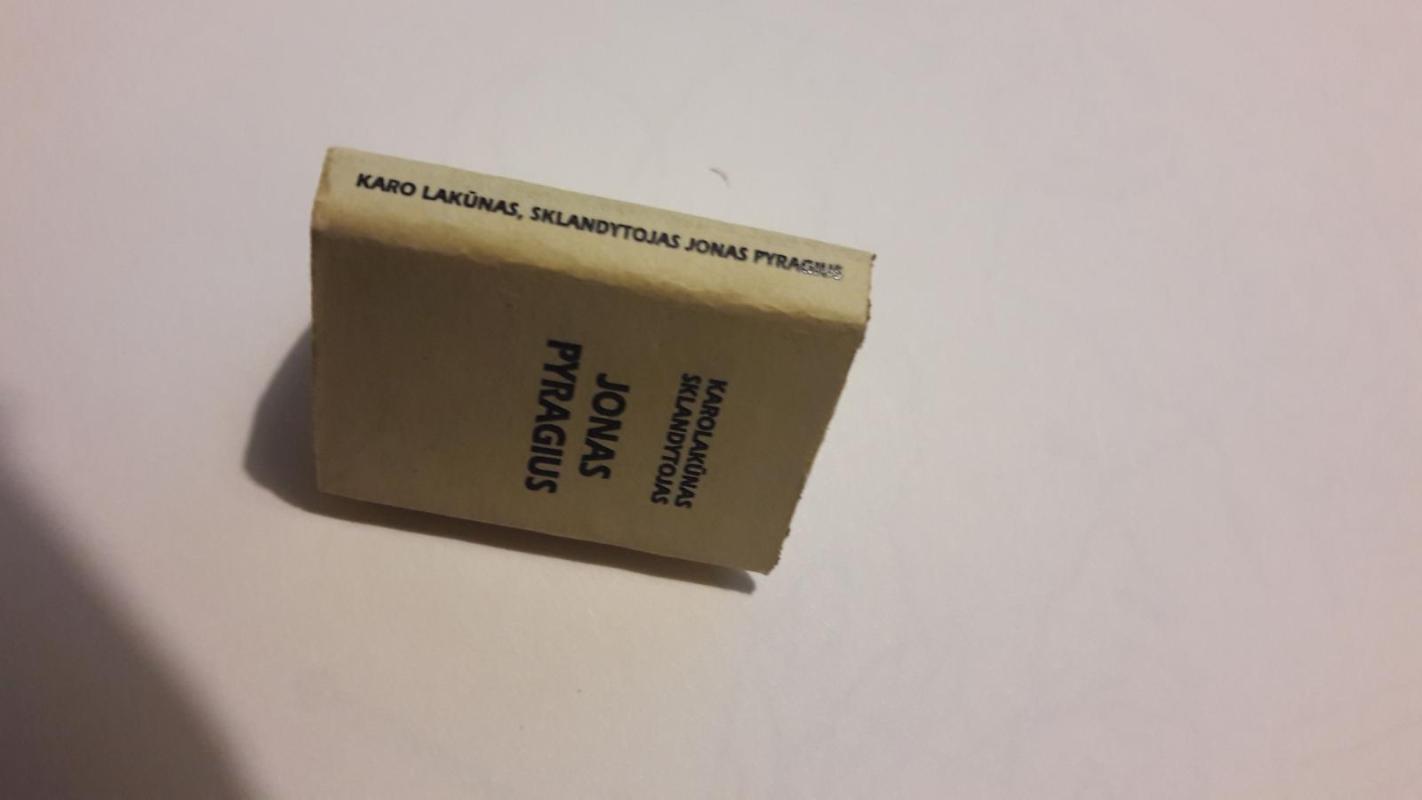 KARO LAKŪNAS, SKLANDYTOJAS JONAS PYRAGIUS
KAROLAKŪNAS
SKLANDYTOJAS
JONAS
PYRAGIUS